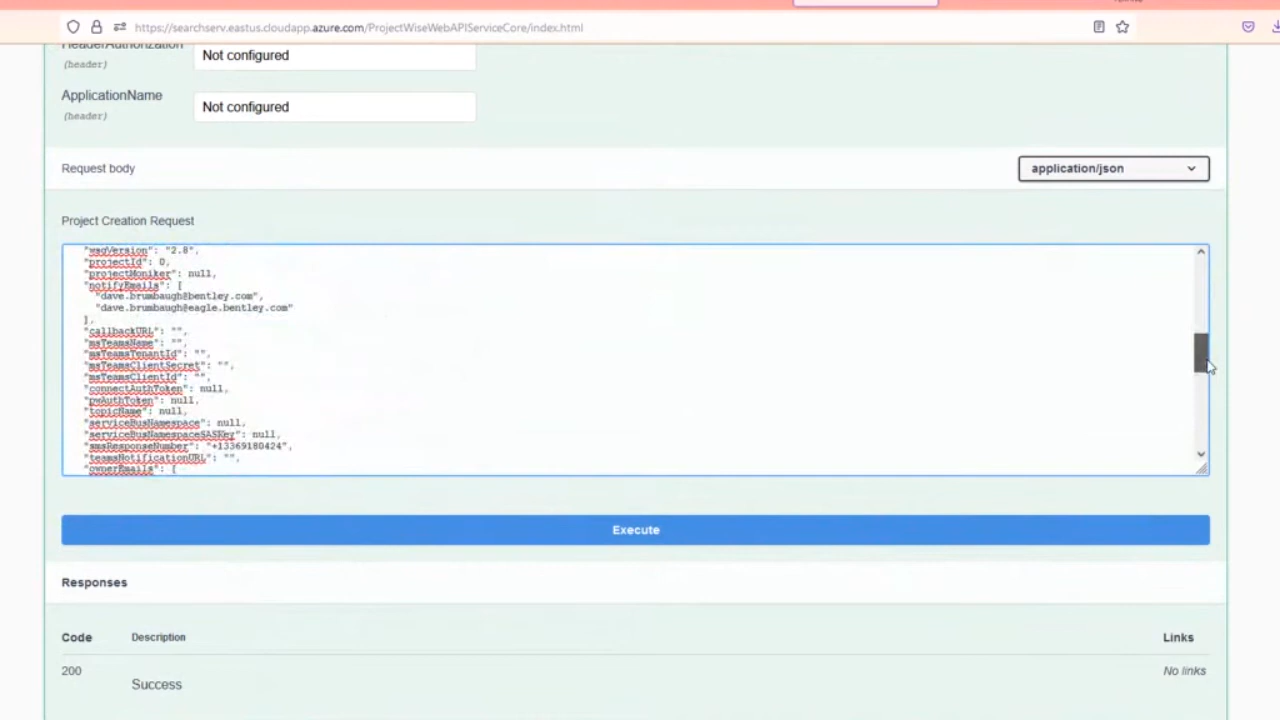 https://searchserv.eastus.cloudapp.azure.com/ProjectWiseWebAPIServiceCore/index.html
HeaderAuthorization
Not configured
(header)
ApplicationName
Not configured
(header)
Request body
application/json
Project Creation Request
"wsgVersion": "2.8",
"projectId": 0,
"projectMoniker": null,
"notifyEmails": [
"dave.brumbaugh@bentley.com",
"dave.brumbaugh@eagle.bentley.com"
],
"callbackURL": "",
"msTeamsName": "",
"msTeamsTenantId": "",
"msTeamsClientSecret": "",
"msTeamsClientId": "",
"connectAuthToken": null,
"pwAuthToken": null,
"topicName": null,
"serviceBusNamespace": null,
"serviceBusNamespaceSASKey": null,
"smsResponseNumber": "+13369180424",
"teamsNotificationURL": "",
"ownerEmails": [
Execute
Responses
Code
Description
Links
200
Success
No links